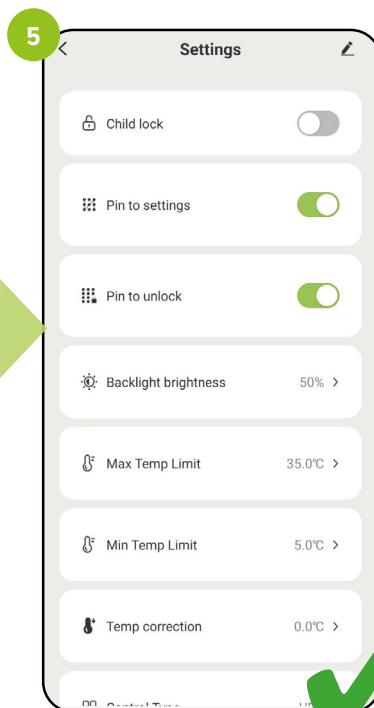 5
Settings
Child lock
Pin to settings
Pin to unlock
Backlight brightness 50%
Max Temp Limit 35.0℃
Min Temp Limit 5.0℃
Temp correction 0.0℃